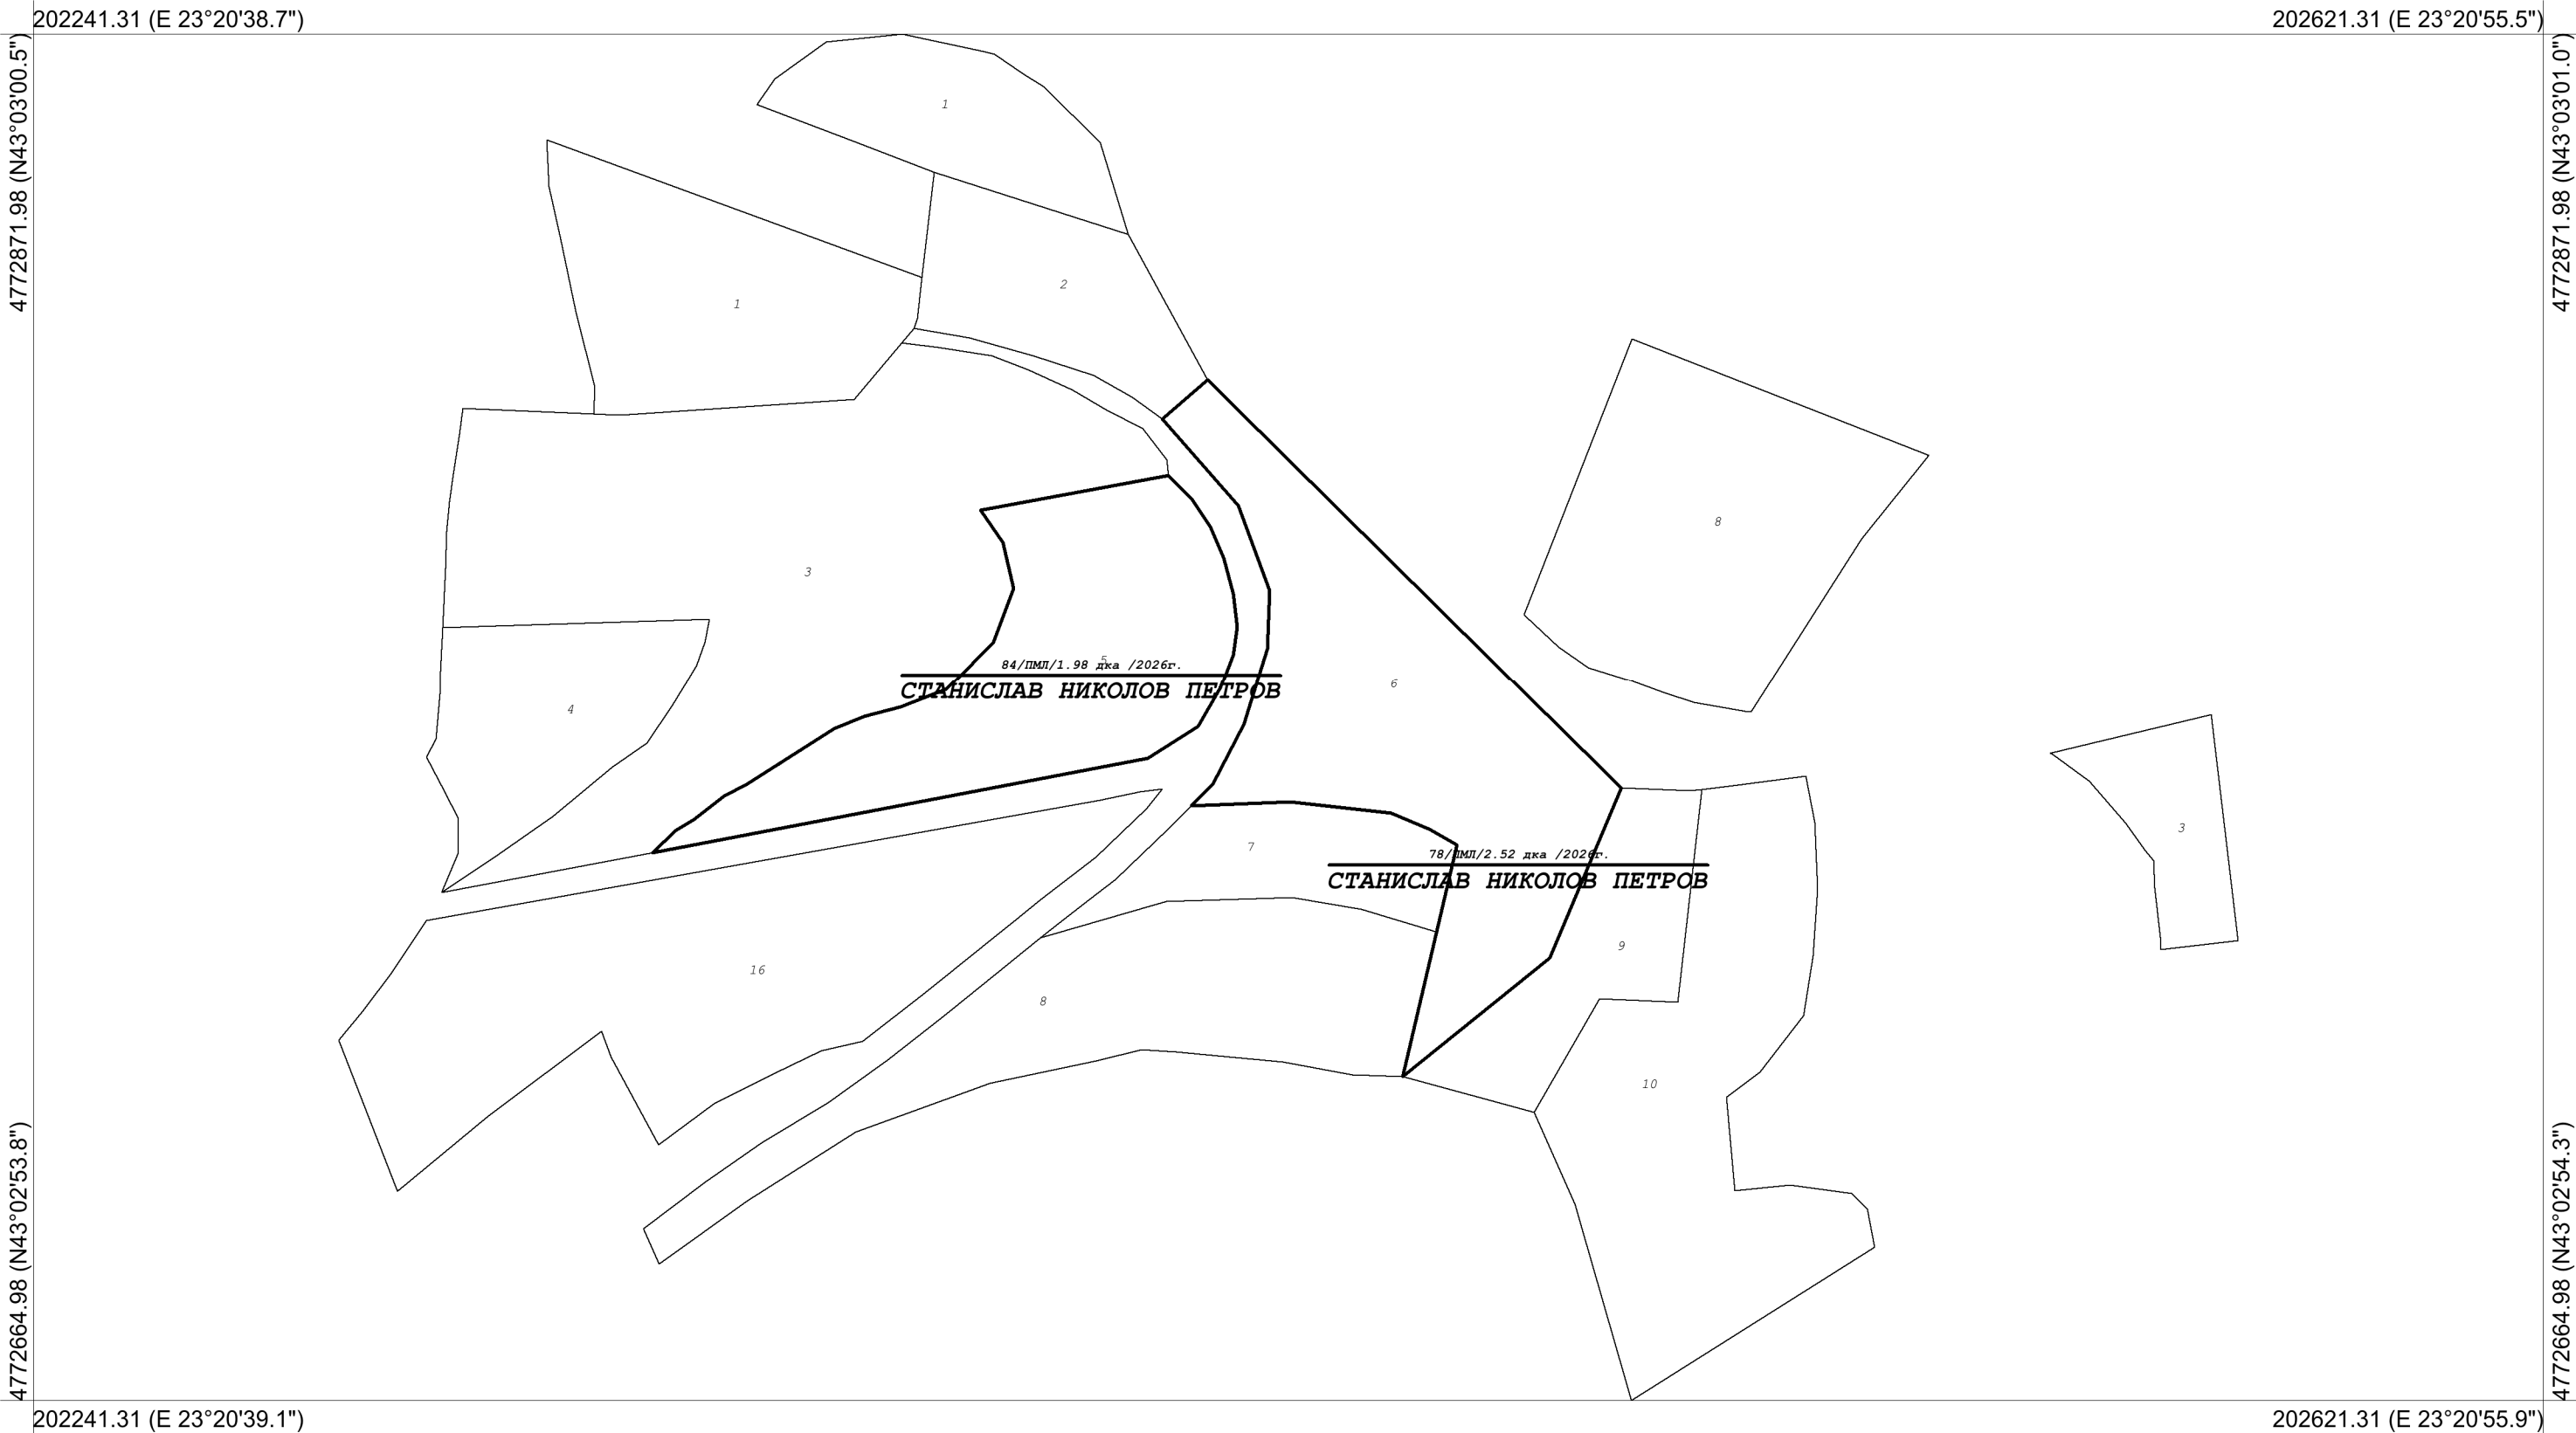 202241.31 (E 23°20'38.7")
202621.31 (E 23°20'55.5")
4772871.98 (N43°03'00.5")
4772871.98 (N43°03'01.0")
1
1
2
8
3
5
84/ПМЛ/1.98 дка /2026г.
СТАНИСЛАВ НИКОЛОВ ПЕТРОВ
6
4
3
7
78/ПМЛ/2.52 дка /2026г.
СТАНИСЛАВ НИКОЛОВ ПЕТРОВ
9
16
8
10
4772664.98 (N43°02'53.8")
4772664.98 (N43°02'54.3")
202241.31 (E 23°20'39.1")
202621.31 (E 23°20'55.9")